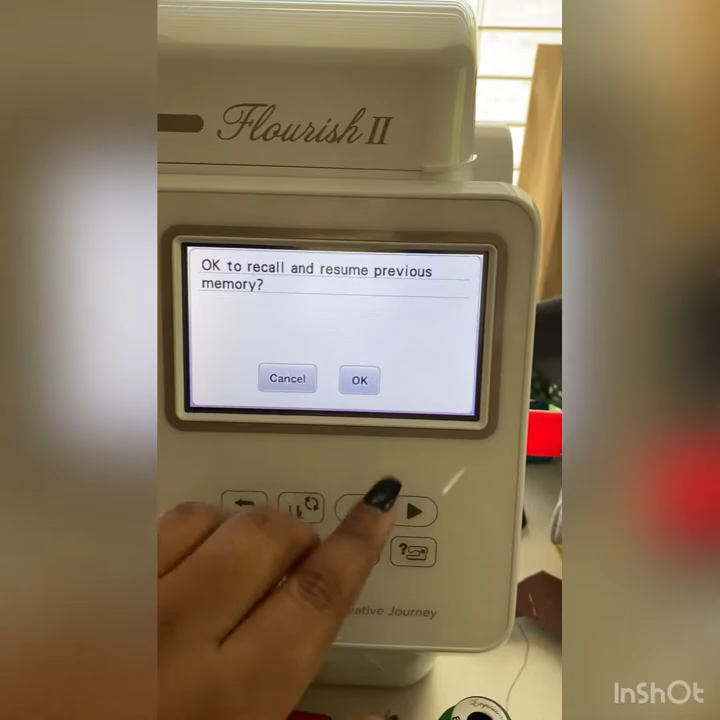 Flourish II
OK to recall and resume previous
memory?
Cancel
OK
?
ative Journey
InShOt